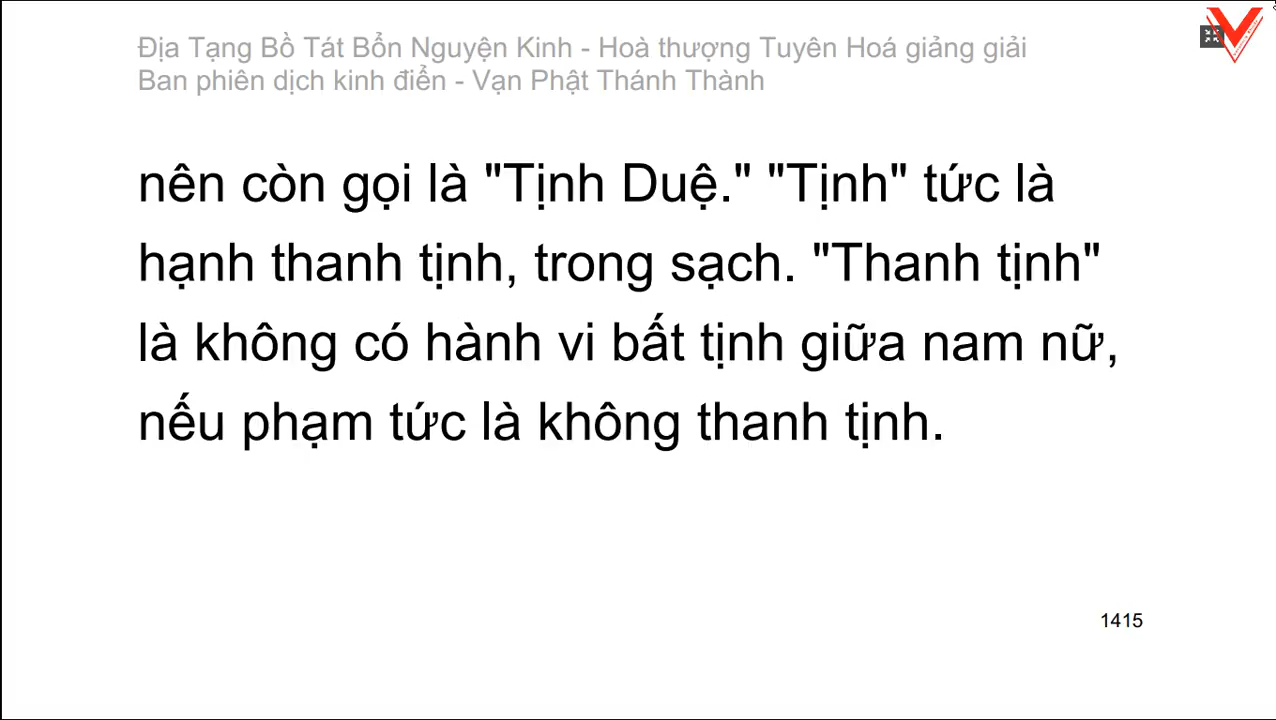 Địa Tạng Bồ Tát Bổn Nguyện Kinh - Hoà thượng Tuyên Hoá giảng giải
Ban phiên dịch kinh điển - Vạn Phật Thánh Thành
nên còn gọi là "Tịnh Duệ." "Tịnh" tức là
hạnh thanh tịnh, trong sạch. "Thanh tịnh"
là không có hành vi bất tịnh giữa nam nữ,
nếu phạm tức là không thanh tịnh.
1415